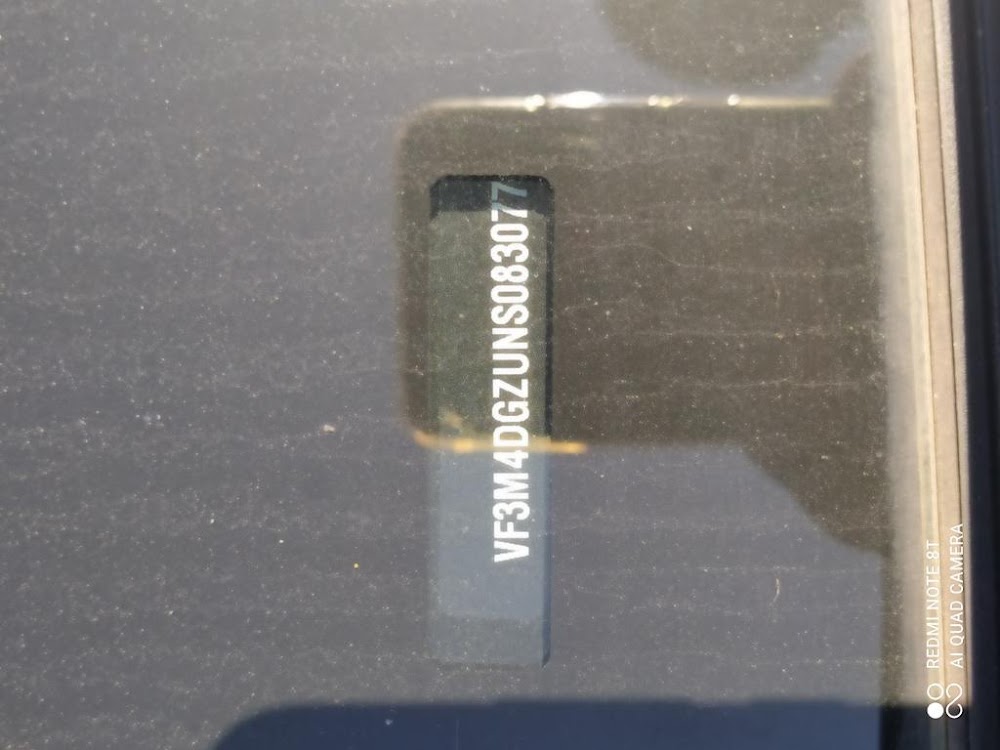 VF3M4DGZUNS083077
REDMI NOTE 8T
AI QUAD CAMERA